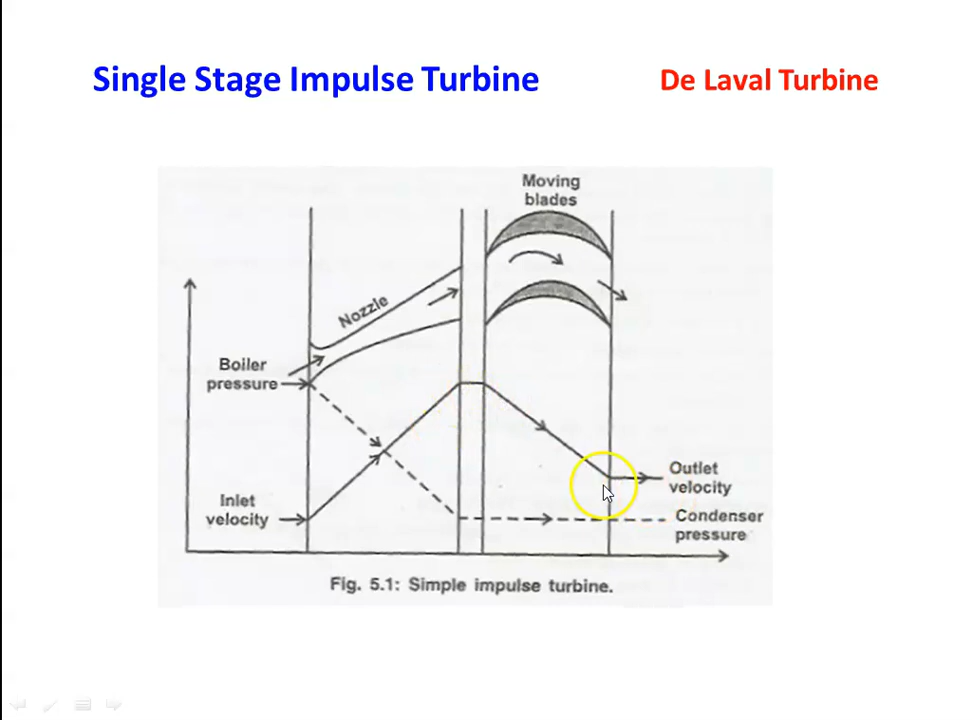 Single Stage Impulse Turbine
De Laval Turbine
Moving
blades
Nozzle
Boiler
pressure
Inlet
velocity
Outlet
velocity
Condenser
pressure
Fig. 5.1: Simple impulse turbine.